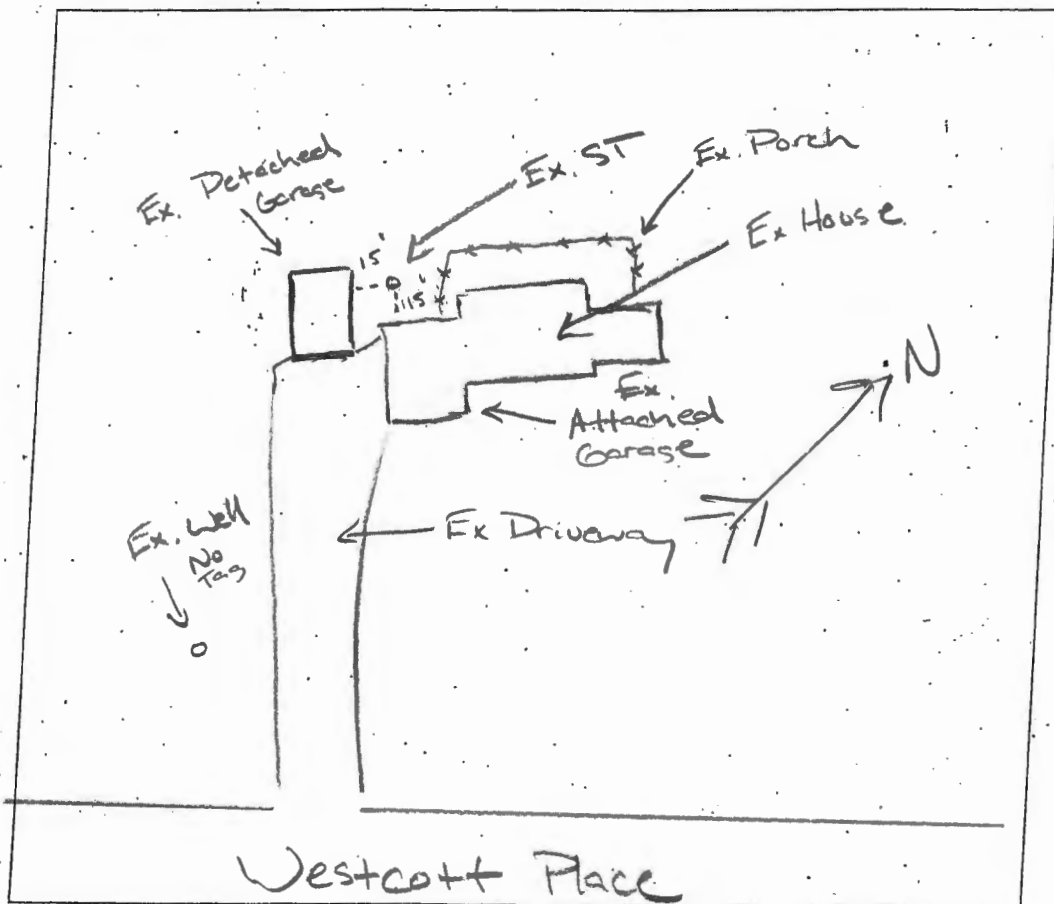 Ex. Detached
Garage
Ex. ST
Ex. Porch
Ex House
15'
15'
Ex
Attached
Garage
N
Ex. Well
No
Tag
Ex Driveway
Westcott Place